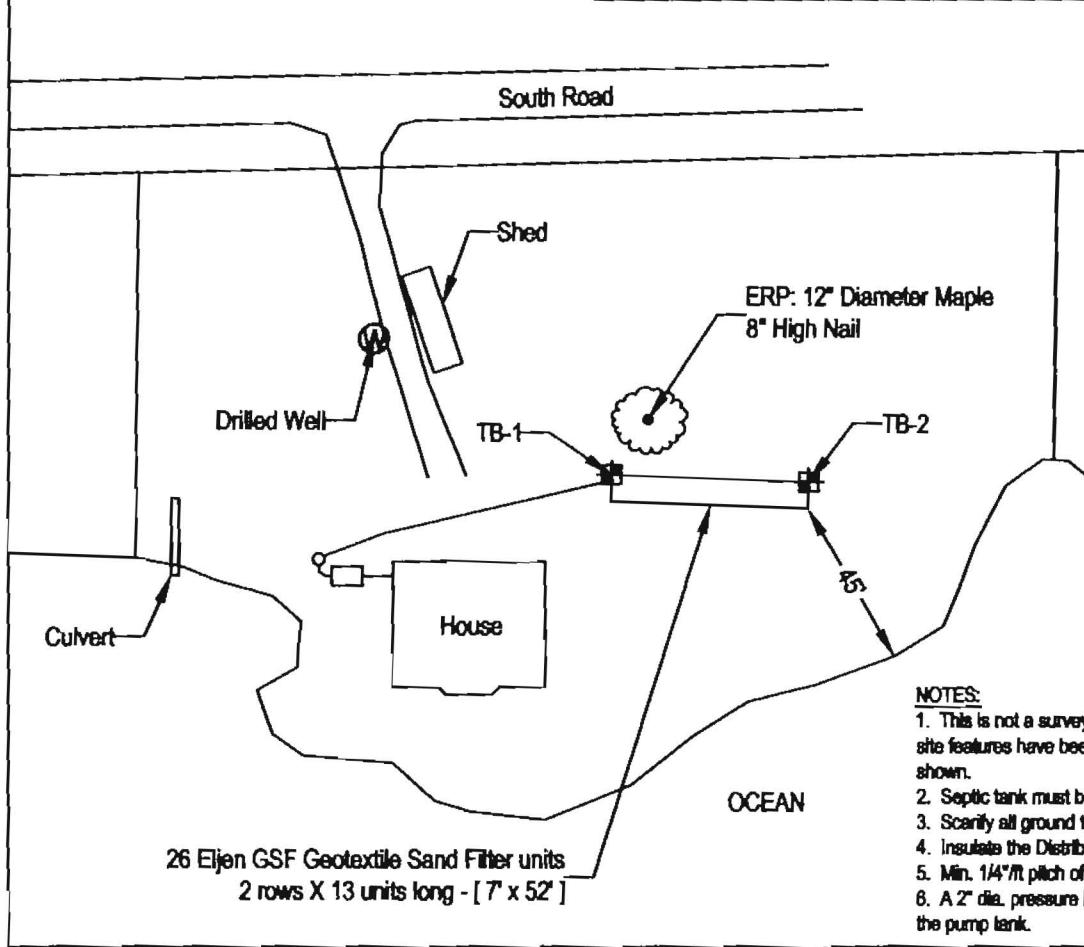 South Road
Shed
ERP: 12" Diameter Maple
8" High Nail
W
Drilled Well
TB-1
TB-2
45'
Culvert
House
NOTES:
1. This is not a survey
site features have bee
shown.
2. Septic tank must b
3. Scarify all ground
4. Insulate the Distrib
5. Min. 1/4"/ft pitch of
6. A 2" dia. pressure
the pump tank.
OCEAN
26 Eljen GSF Geotextile Sand Filter units
2 rows X 13 units long - [ 7' x 52' ]